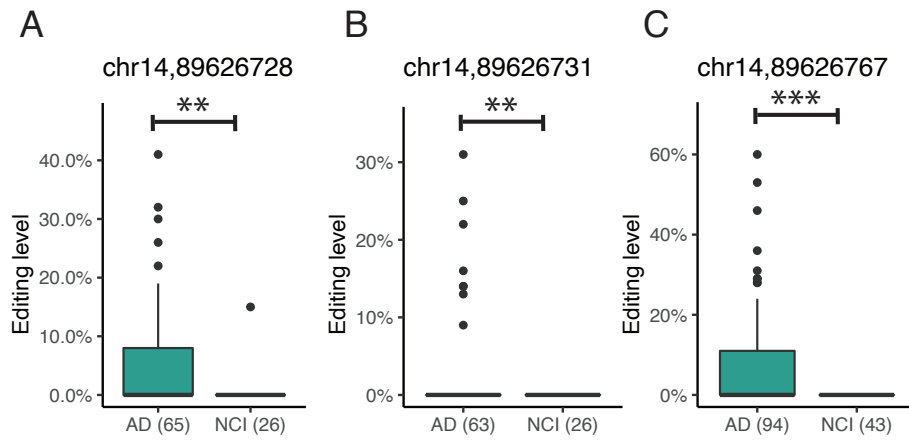 A
chr14,89626728
**
Editing level
40.0%
30.0%
20.0%
10.0%
0.0%
AD (65)
NCI (26)
B
chr14,89626731
**
Editing level
30%
20%
10%
0%
AD (63)
NCI (26)
C
chr14,89626767
***
Editing level
60%
40%
20%
0%
AD (94)
NCI (43)